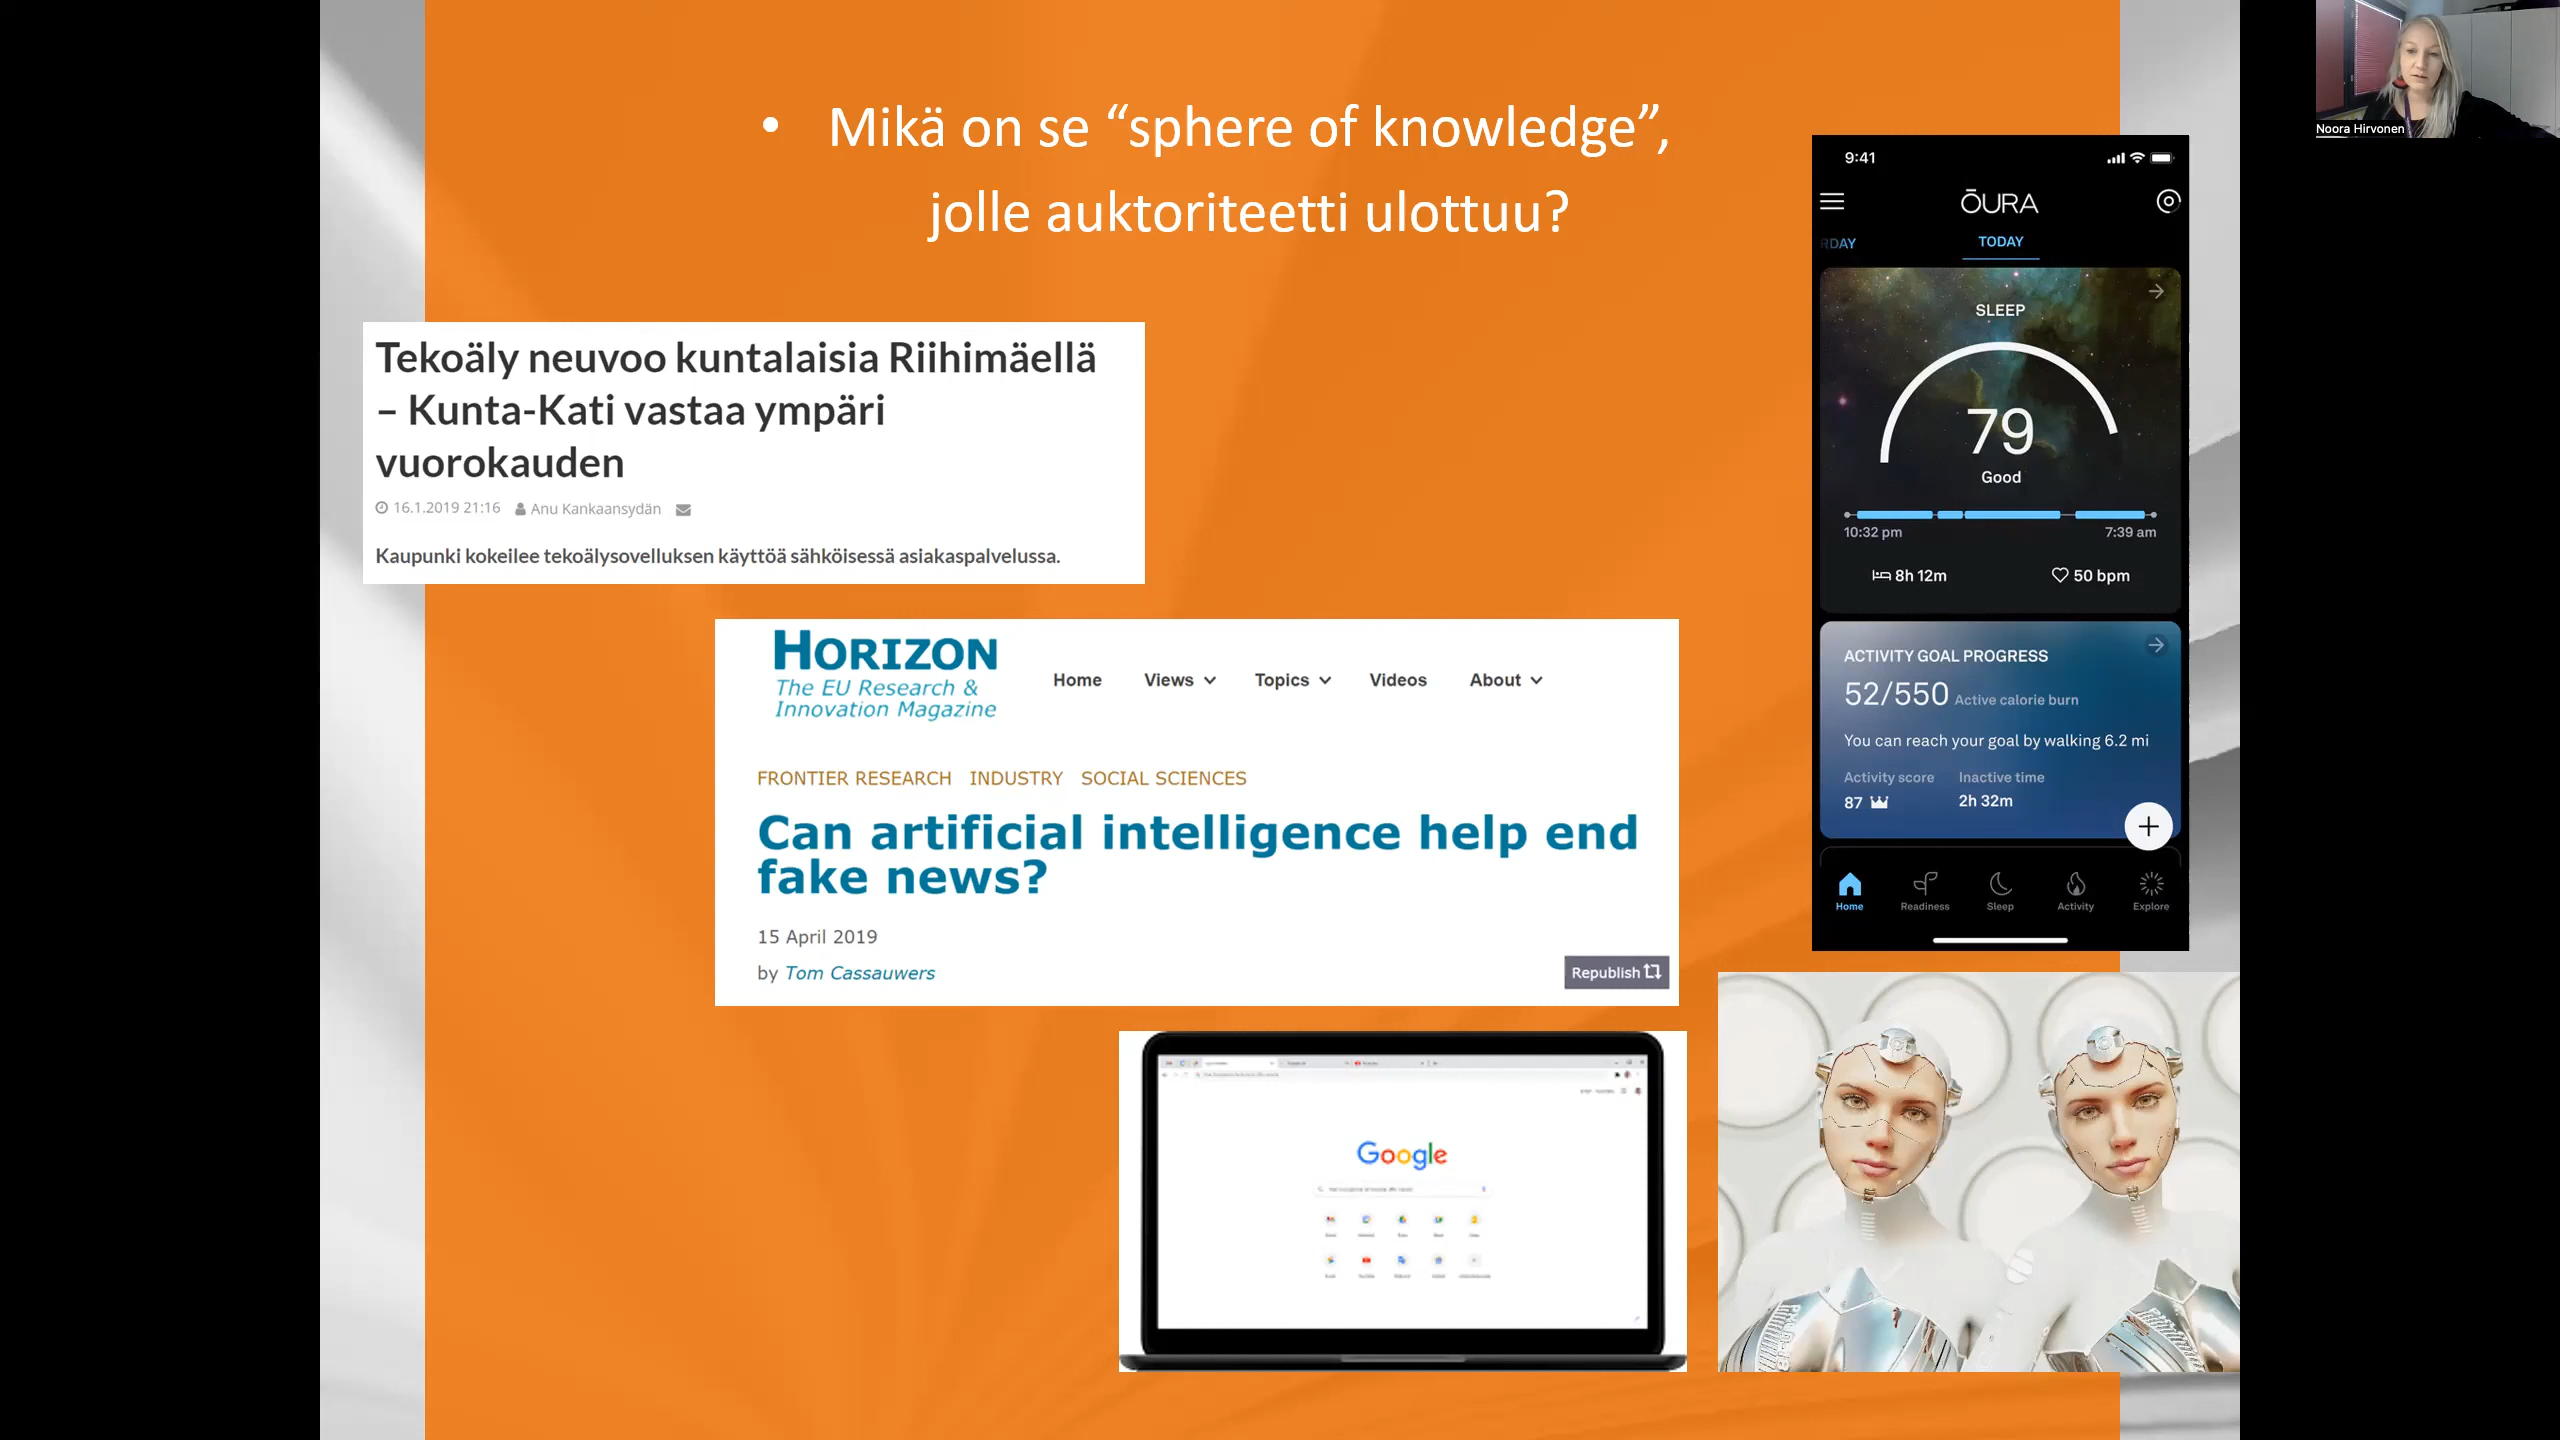 • Mikä on se “sphere of knowledge”,
jolle auktoriteetti ulottuu?
Noora Hirvonen
Tekoäly neuvoo kuntalaisia Riihimäellä
– Kunta-Kati vastaa ympäri
vuorokauden
16.1.2019 21:16 Anu Kankaansydän
Kaupunki kokeilee tekoälysovelluksen käyttöä sähköisessä asiakaspalvelussa.
HORIZON
The EU Research &
Innovation Magazine
Home Views Topics Videos About
FRONTIER RESEARCH INDUSTRY SOCIAL SCIENCES
Can artificial intelligence help end
fake news?
15 April 2019
by Tom Cassauwers
Republish
9:41
ŌURA
RDAY TODAY
SLEEP
79
Good
10:32 pm 7:39 am
8h 12m 50 bpm
ACTIVITY GOAL PROGRESS
52/550 Active calorie burn
You can reach your goal by walking 6.2 mi
Activity score Inactive time
87 2h 32m
Home Readiness Sleep Activity Explore
Google